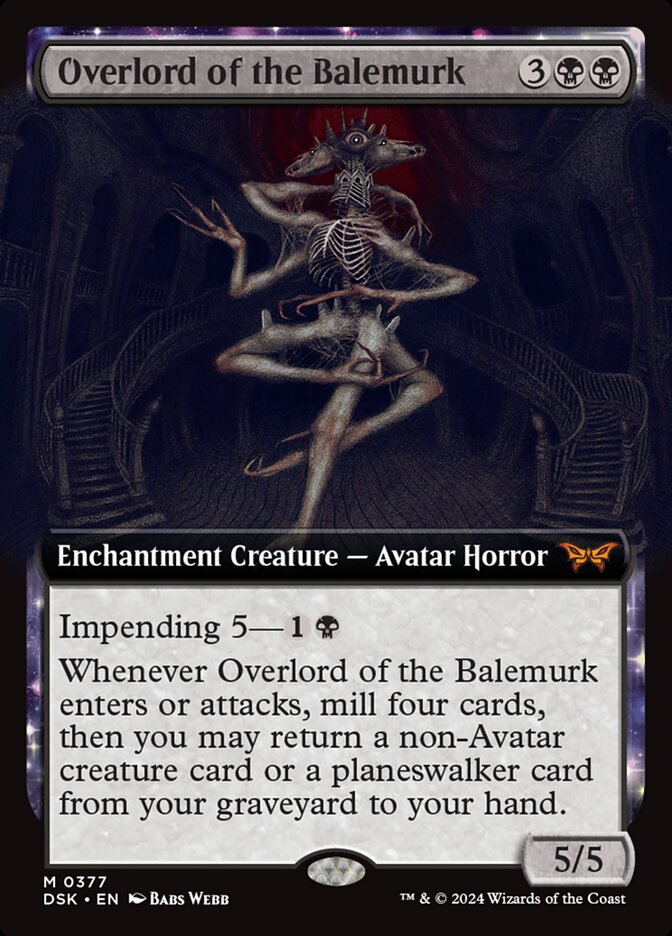 Overlord of the Balemurk 3
Enchantment Creature — Avatar Horror
Impending 5—1
Whenever Overlord of the Balemurk
enters or attacks, mill four cards,
then you may return a non-Avatar
creature card or a planeswalker card
from your graveyard to your hand.
5/5
M 0377
DSK • EN Babs Webb
™ & © 2024 Wizards of the Coast